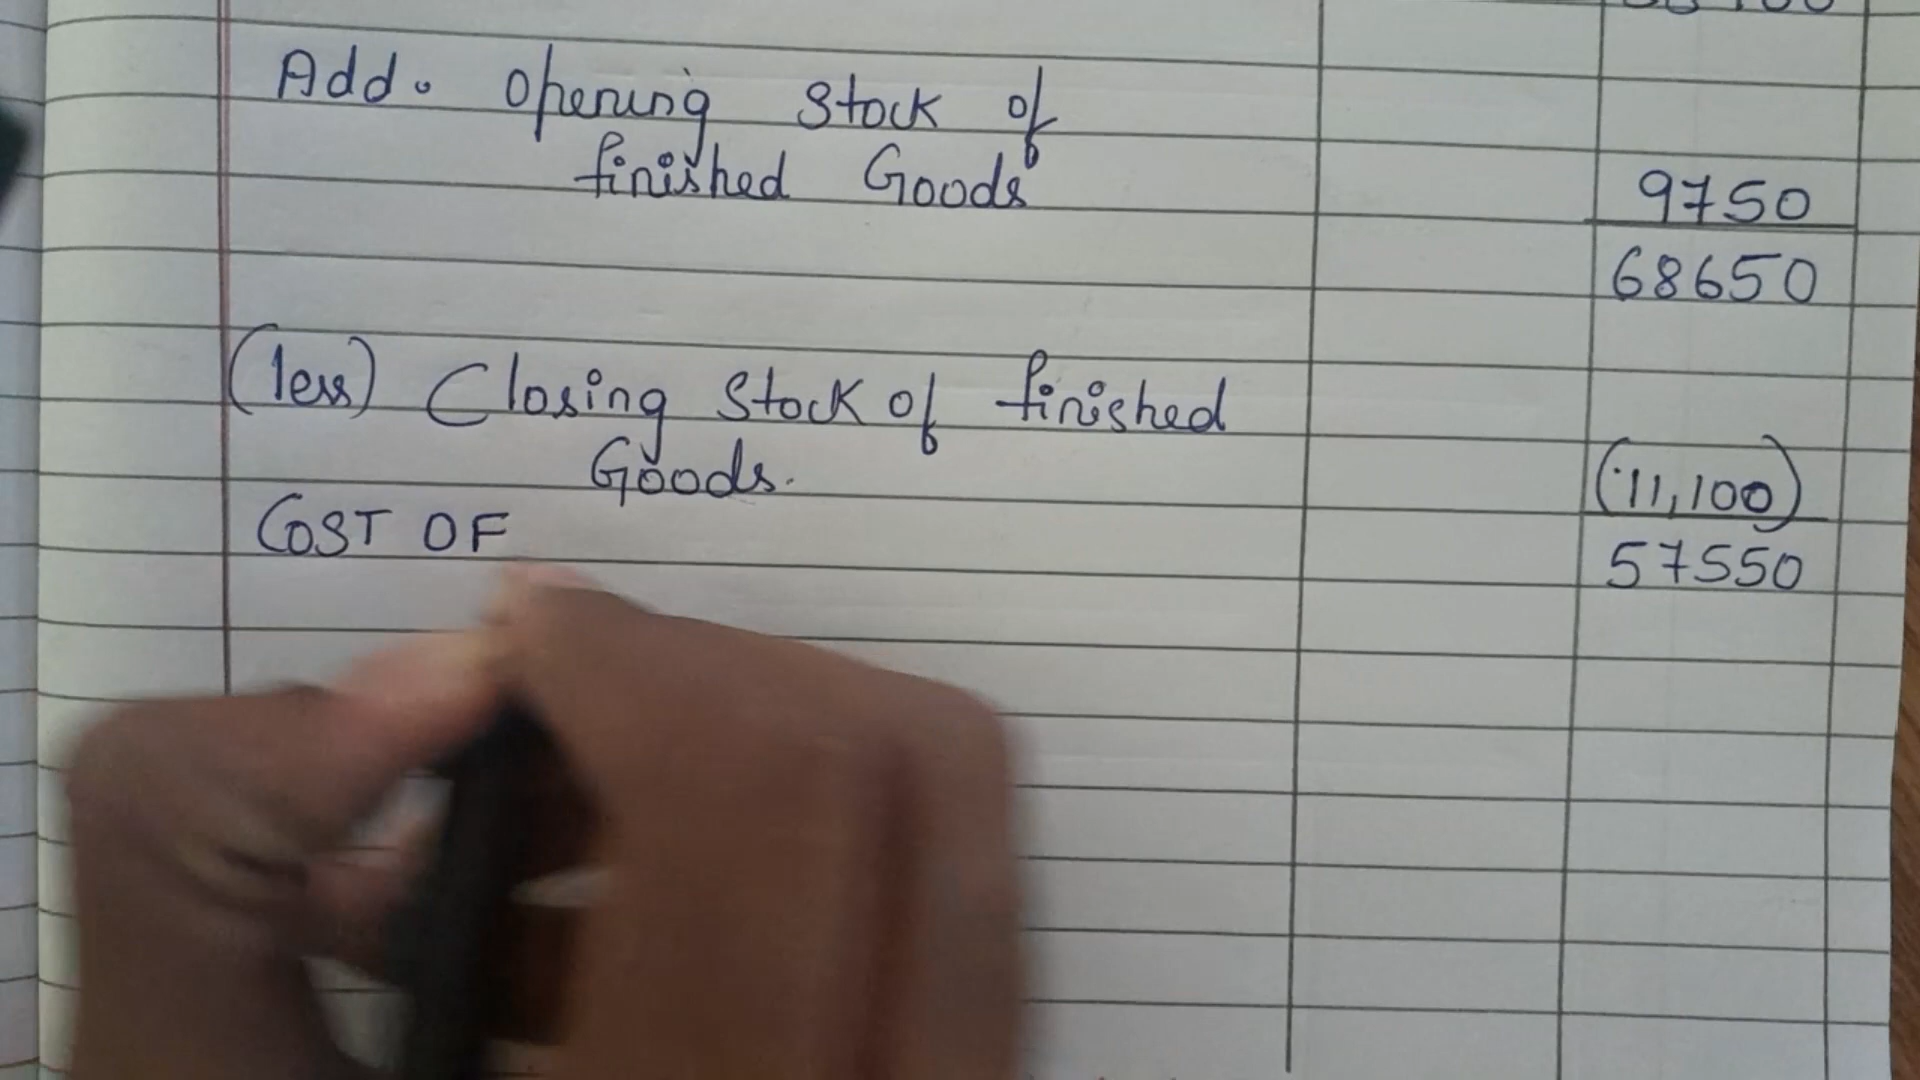 Add. Opening Stock of
finished Goods 9750
68650
(less) Closing Stock of finished
Goods. (11,100)
COST OF 57550